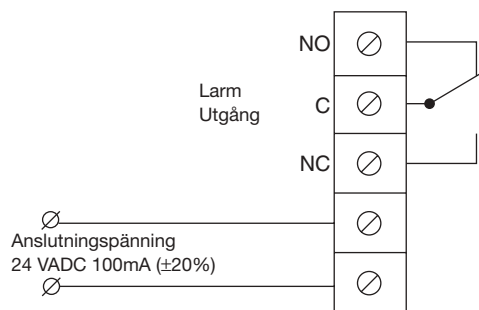 NO
Larm
Utgång
C
NC
Anslutningspänning
24 VADC 100mA (±20%)